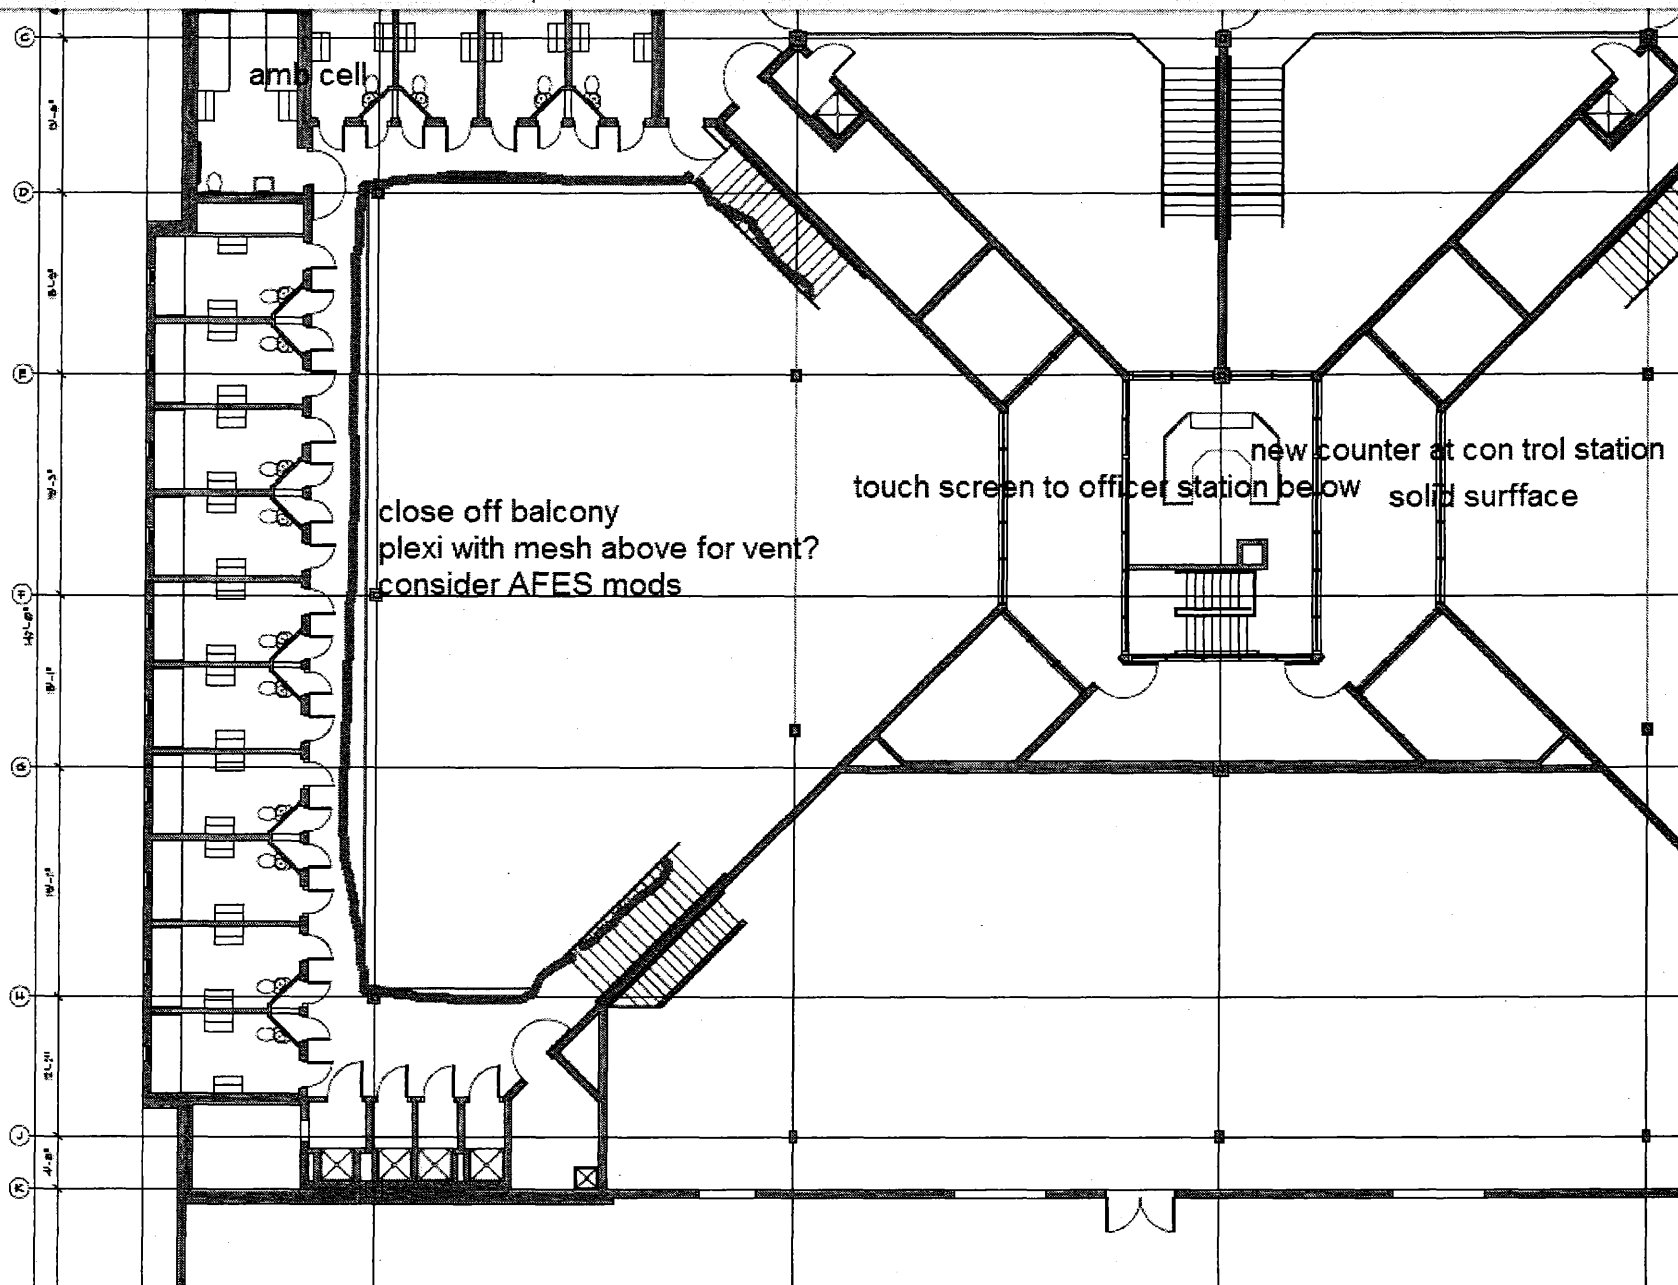 C
amb cell
D
E
new counter at con trol station
touch screen to officer station below
solid surfface
close off balcony
plexi with mesh above for vent?
consider AFES mods
F
G
H
J
K